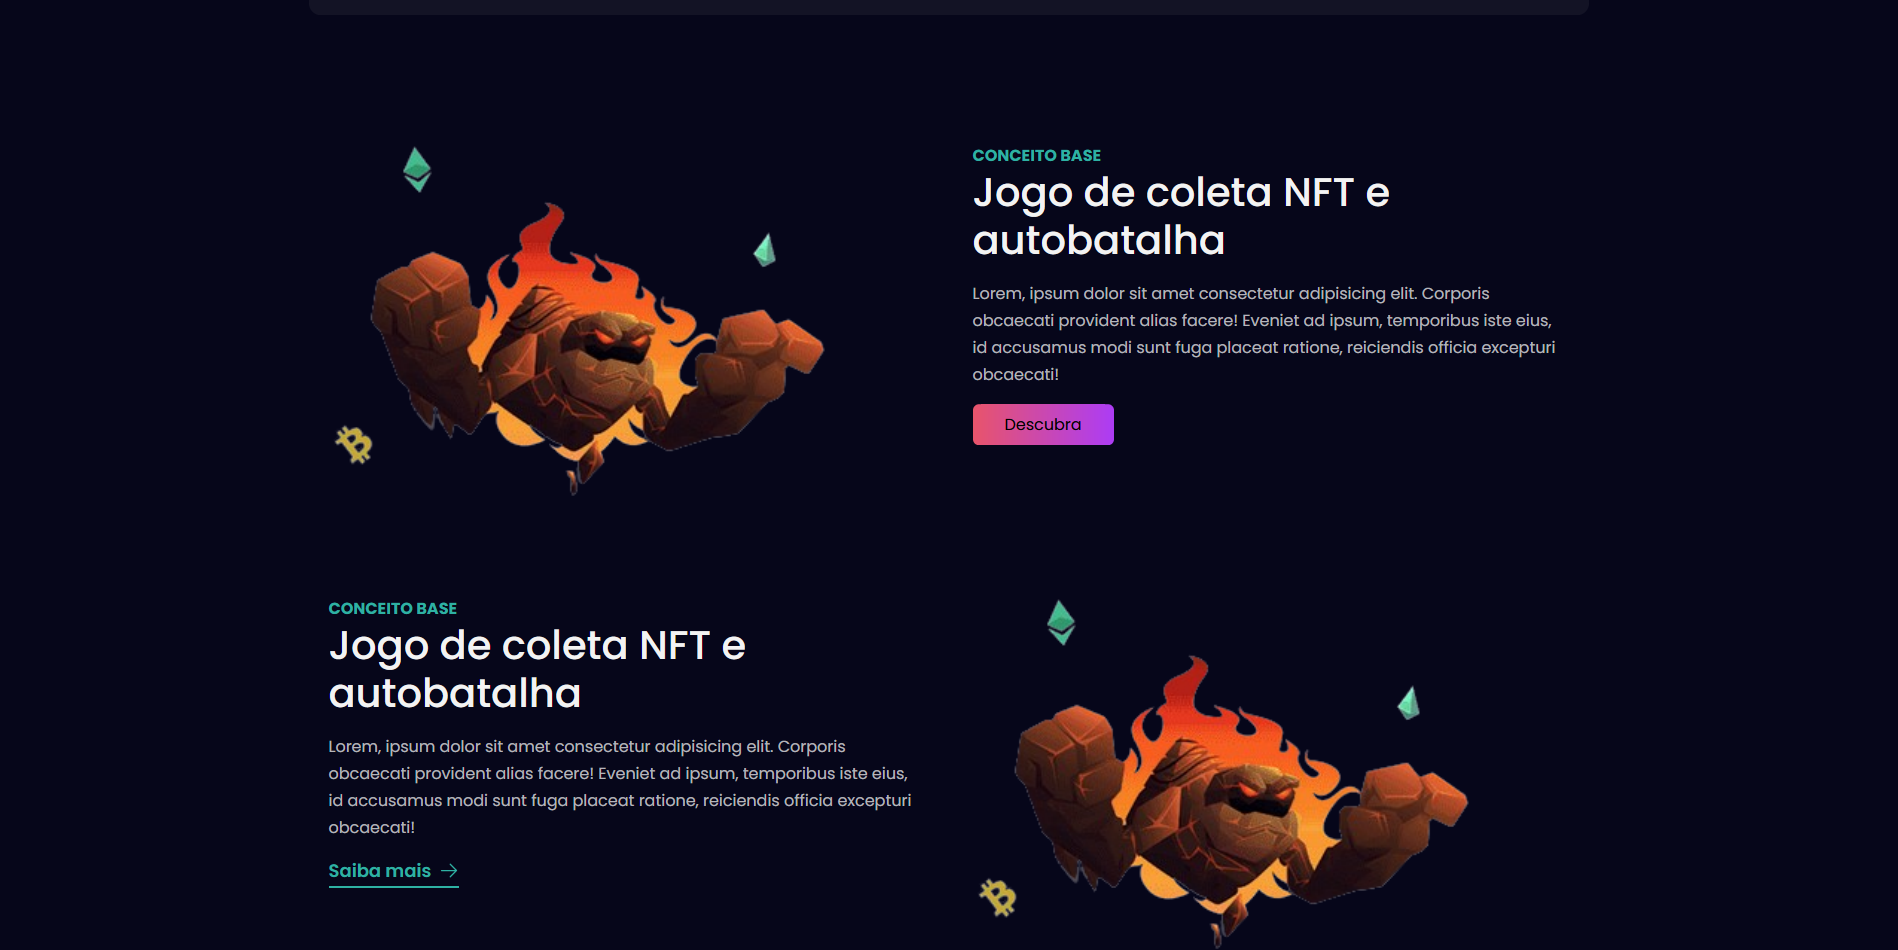 CONCEITO BASE
Jogo de coleta NFT e
autobatalha
Lorem, ipsum dolor sit amet consectetur adipisicing elit. Corporis
obcaecati provident alias facere! Eveniet ad ipsum, temporibus iste eius,
id accusamus modi sunt fuga placeat ratione, reiciendis officia excepturi
obcaecati!
Descubra
CONCEITO BASE
Jogo de coleta NFT e
autobatalha
Lorem, ipsum dolor sit amet consectetur adipisicing elit. Corporis
obcaecati provident alias facere! Eveniet ad ipsum, temporibus iste eius,
id accusamus modi sunt fuga placeat ratione, reiciendis officia excepturi
obcaecati!
Saiba mais →